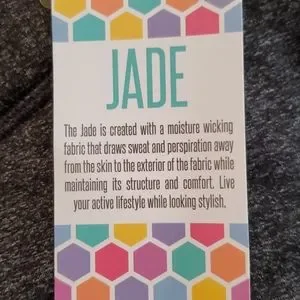 JADE
The Jade is created with a moisture wicking
fabric that draws sweat and perspiration away
from the skin to the exterior of the fabric while
maintaining its structure and comfort. Live
your active lifestyle while looking stylish.